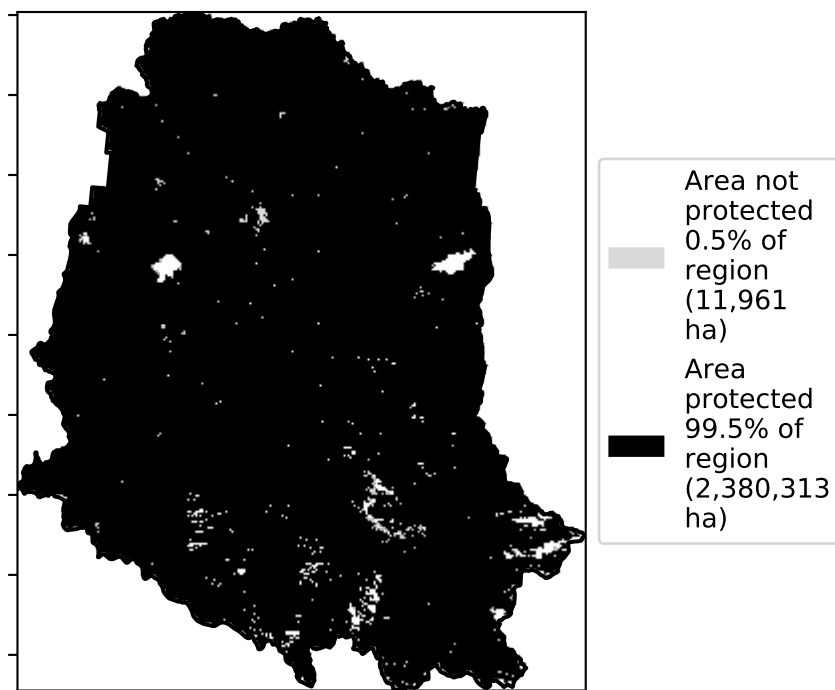 Area not
protected
0.5% of
region
(11,961
ha)
Area
protected
99.5% of
region
(2,380,313
ha)